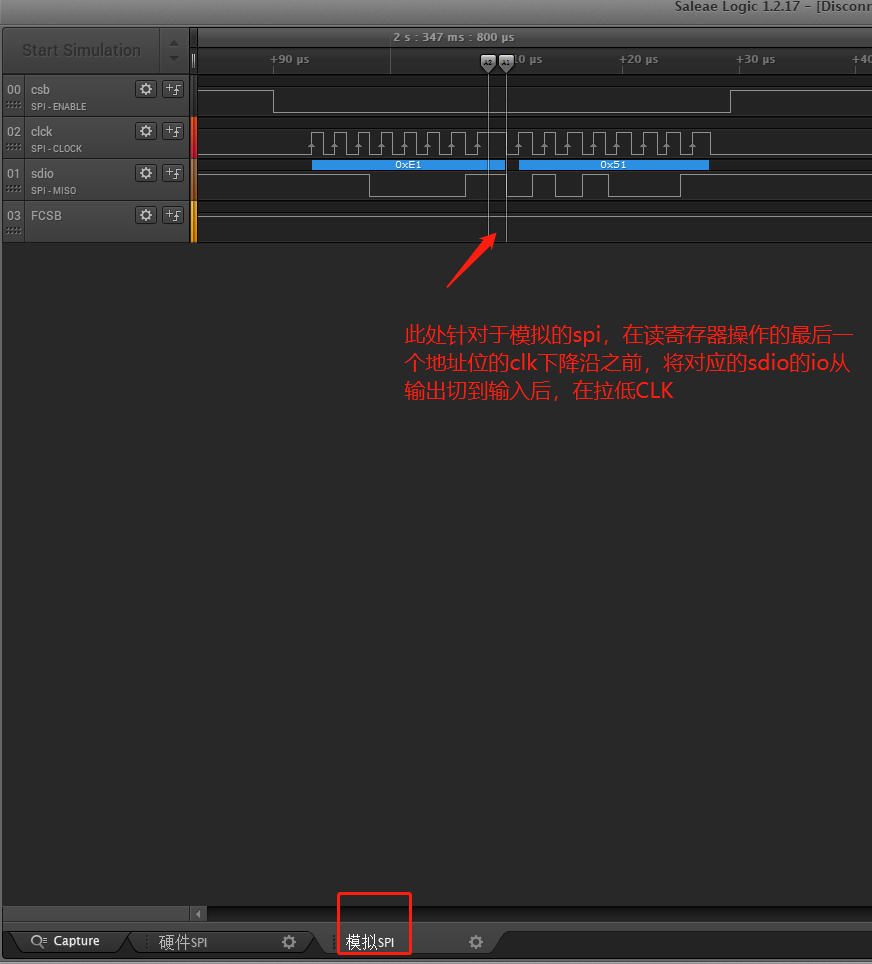 Saleae Logic 1.2.17 - [Disconn
Start Simulation
2 s : 347 ms : 800 µs
+90 µs
10 µs
+20 µs
+30 µs
+40
A2
A1
00 csb
SPI - ENABLE
02 clck
SPI - CLOCK
0xE1
0x51
01 sdio
SPI - MISO
03 FCSB
此处针对于模拟的spi，在读寄存器操作的最后一
个地址位的clk下降沿之前，将对应的sdio的io从
输出切到输入后，在拉低CLK
Capture
硬件SPI
模拟SPI